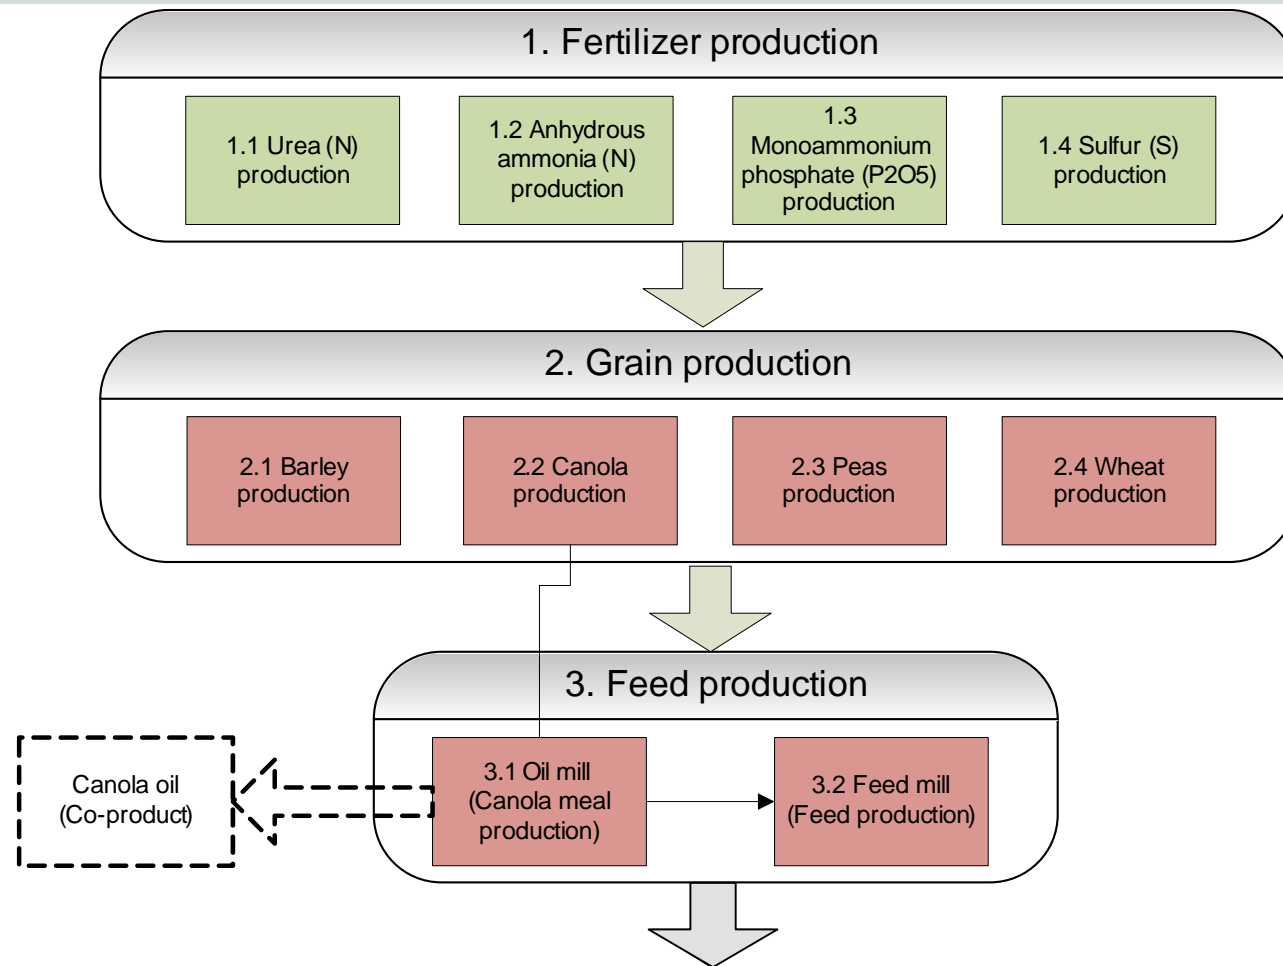 1. Fertilizer production
1.1 Urea (N)
production
1.2 Anhydrous
ammonia (N)
production
1.3
Monoammonium
phosphate (P2O5)
production
1.4 Sulfur (S)
production
2. Grain production
2.1 Barley
production
2.2 Canola
production
2.3 Peas
production
2.4 Wheat
production
3. Feed production
Canola oil
(Co-product)
3.1 Oil mill
(Canola meal
production)
3.2 Feed mill
(Feed production)